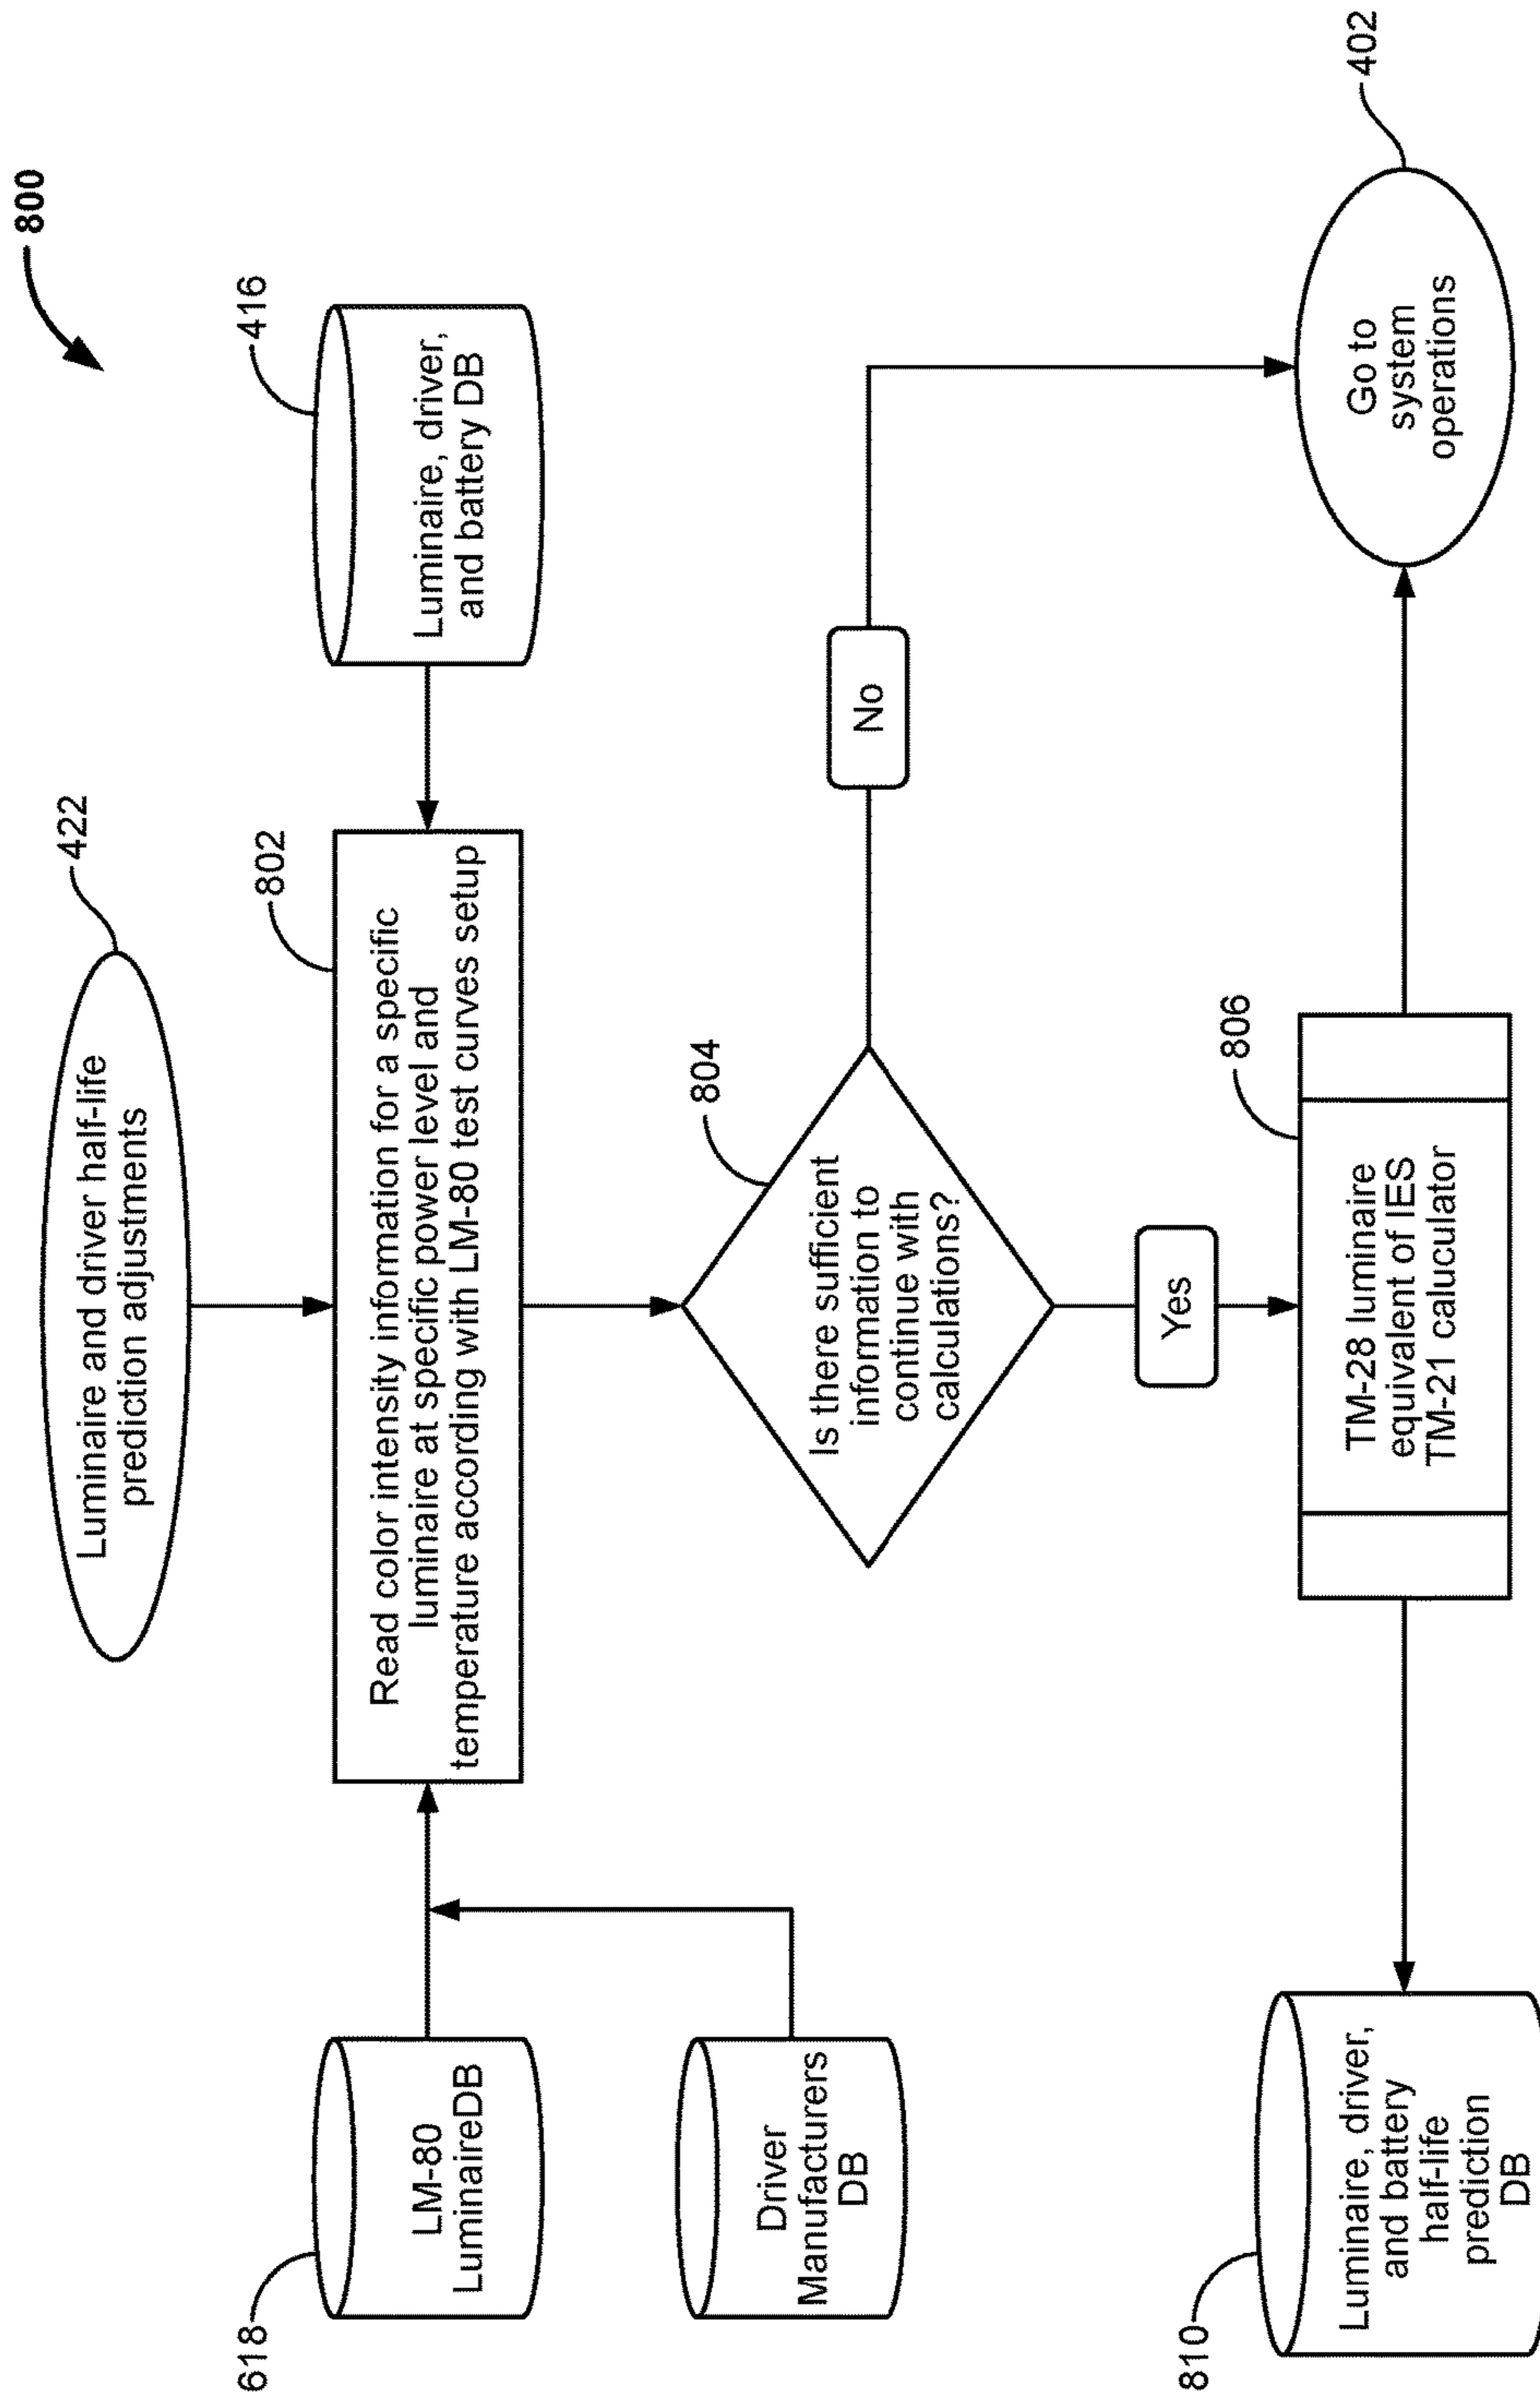 800
422
Luminaire and driver half-life
prediction adjustments
618
LM-80
LuminaireDB
802
Read color intensity information for a specific
luminaire at specific power level and
temperature according with LM-80 test curves setup
416
Luminaire, driver,
and battery DB
Driver
Manufacturers
DB
804
Is there sufficient
information to
continue with
calculations?
No
Yes
810
Luminaire, driver,
and battery
half-life
prediction
DB
806
TM-28 luminaire
equivalent of IES
TM-21 caluculator
402
Go to
system
operations